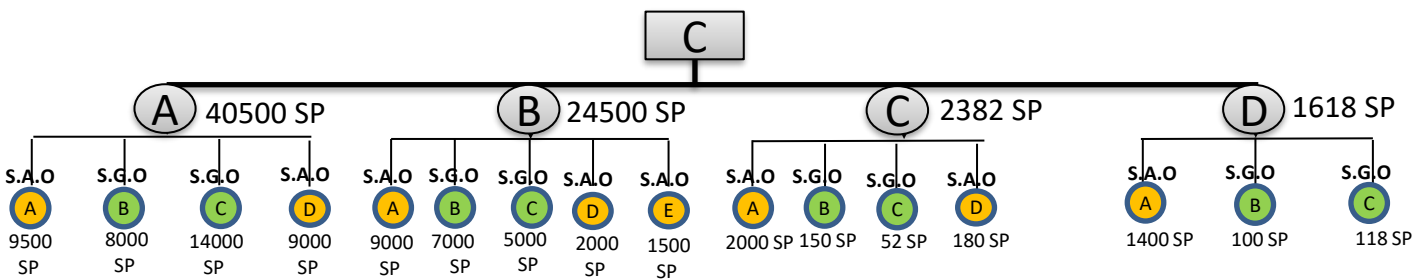 C
A 40500 SP B 24500 SP C 2382 SP D 1618 SP
S.A.O S.G.O S.G.O S.A.O S.A.O S.G.O S.G.O S.A.O S.A.O S.A.O S.G.O S.G.O S.A.O S.A.O S.G.O S.G.O
A B C D A B C D E A B C D A B C
9500 8000 14000 9000 9000 7000 5000 2000 1500 2000 SP 150 SP 52 SP 180 SP 1400 SP 100 SP 118 SP
SP SP SP SP SP SP SP SP SP